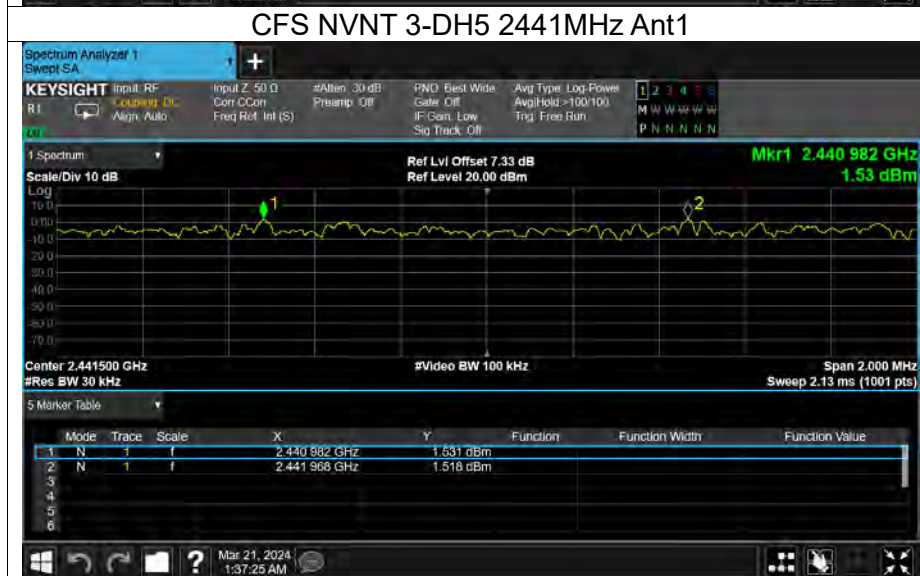 CFS NVNT 3-DH5 2441MHz Ant1
Spectrum Analyzer 1
Swept SA
+
KEYSIGHT Input: RF Input Z: 50 Ω #Atten: 30 dB PNO: Best Wide Avg Type: Log-Power 1 2 3 4 5 6
R L Coupling: DC Corr CCorr Preamp: Off Gate: Off Avg|Hold:>100/100 M W W W W W
Align: Auto Freq Ref: Int (S) IF Gain: Low Trig: Free Run P N N N N N
Sig Track: Off
1 Spectrum Ref Lvl Offset 7.33 dB Mkr1 2.440 982 GHz
Scale/Div 10 dB Ref Level 20.00 dBm 1.53 dBm
Log
10.0
0.00
-10.0
-20.0
-30.0
-40.0
-50.0
-60.0
-70.0
1
2
Center 2.441500 GHz #Video BW 100 kHz Span 2.000 MHz
#Res BW 30 kHz Sweep 2.13 ms (1001 pts)
5 Marker Table
Mode Trace Scale X Y Function Function Width Function Value
1 N 1 f 2.440 982 GHz 1.531 dBm
2 N 1 f 2.441 968 GHz 1.518 dBm
3
4
5
6
? Mar 21, 2024
1:37:25 AM